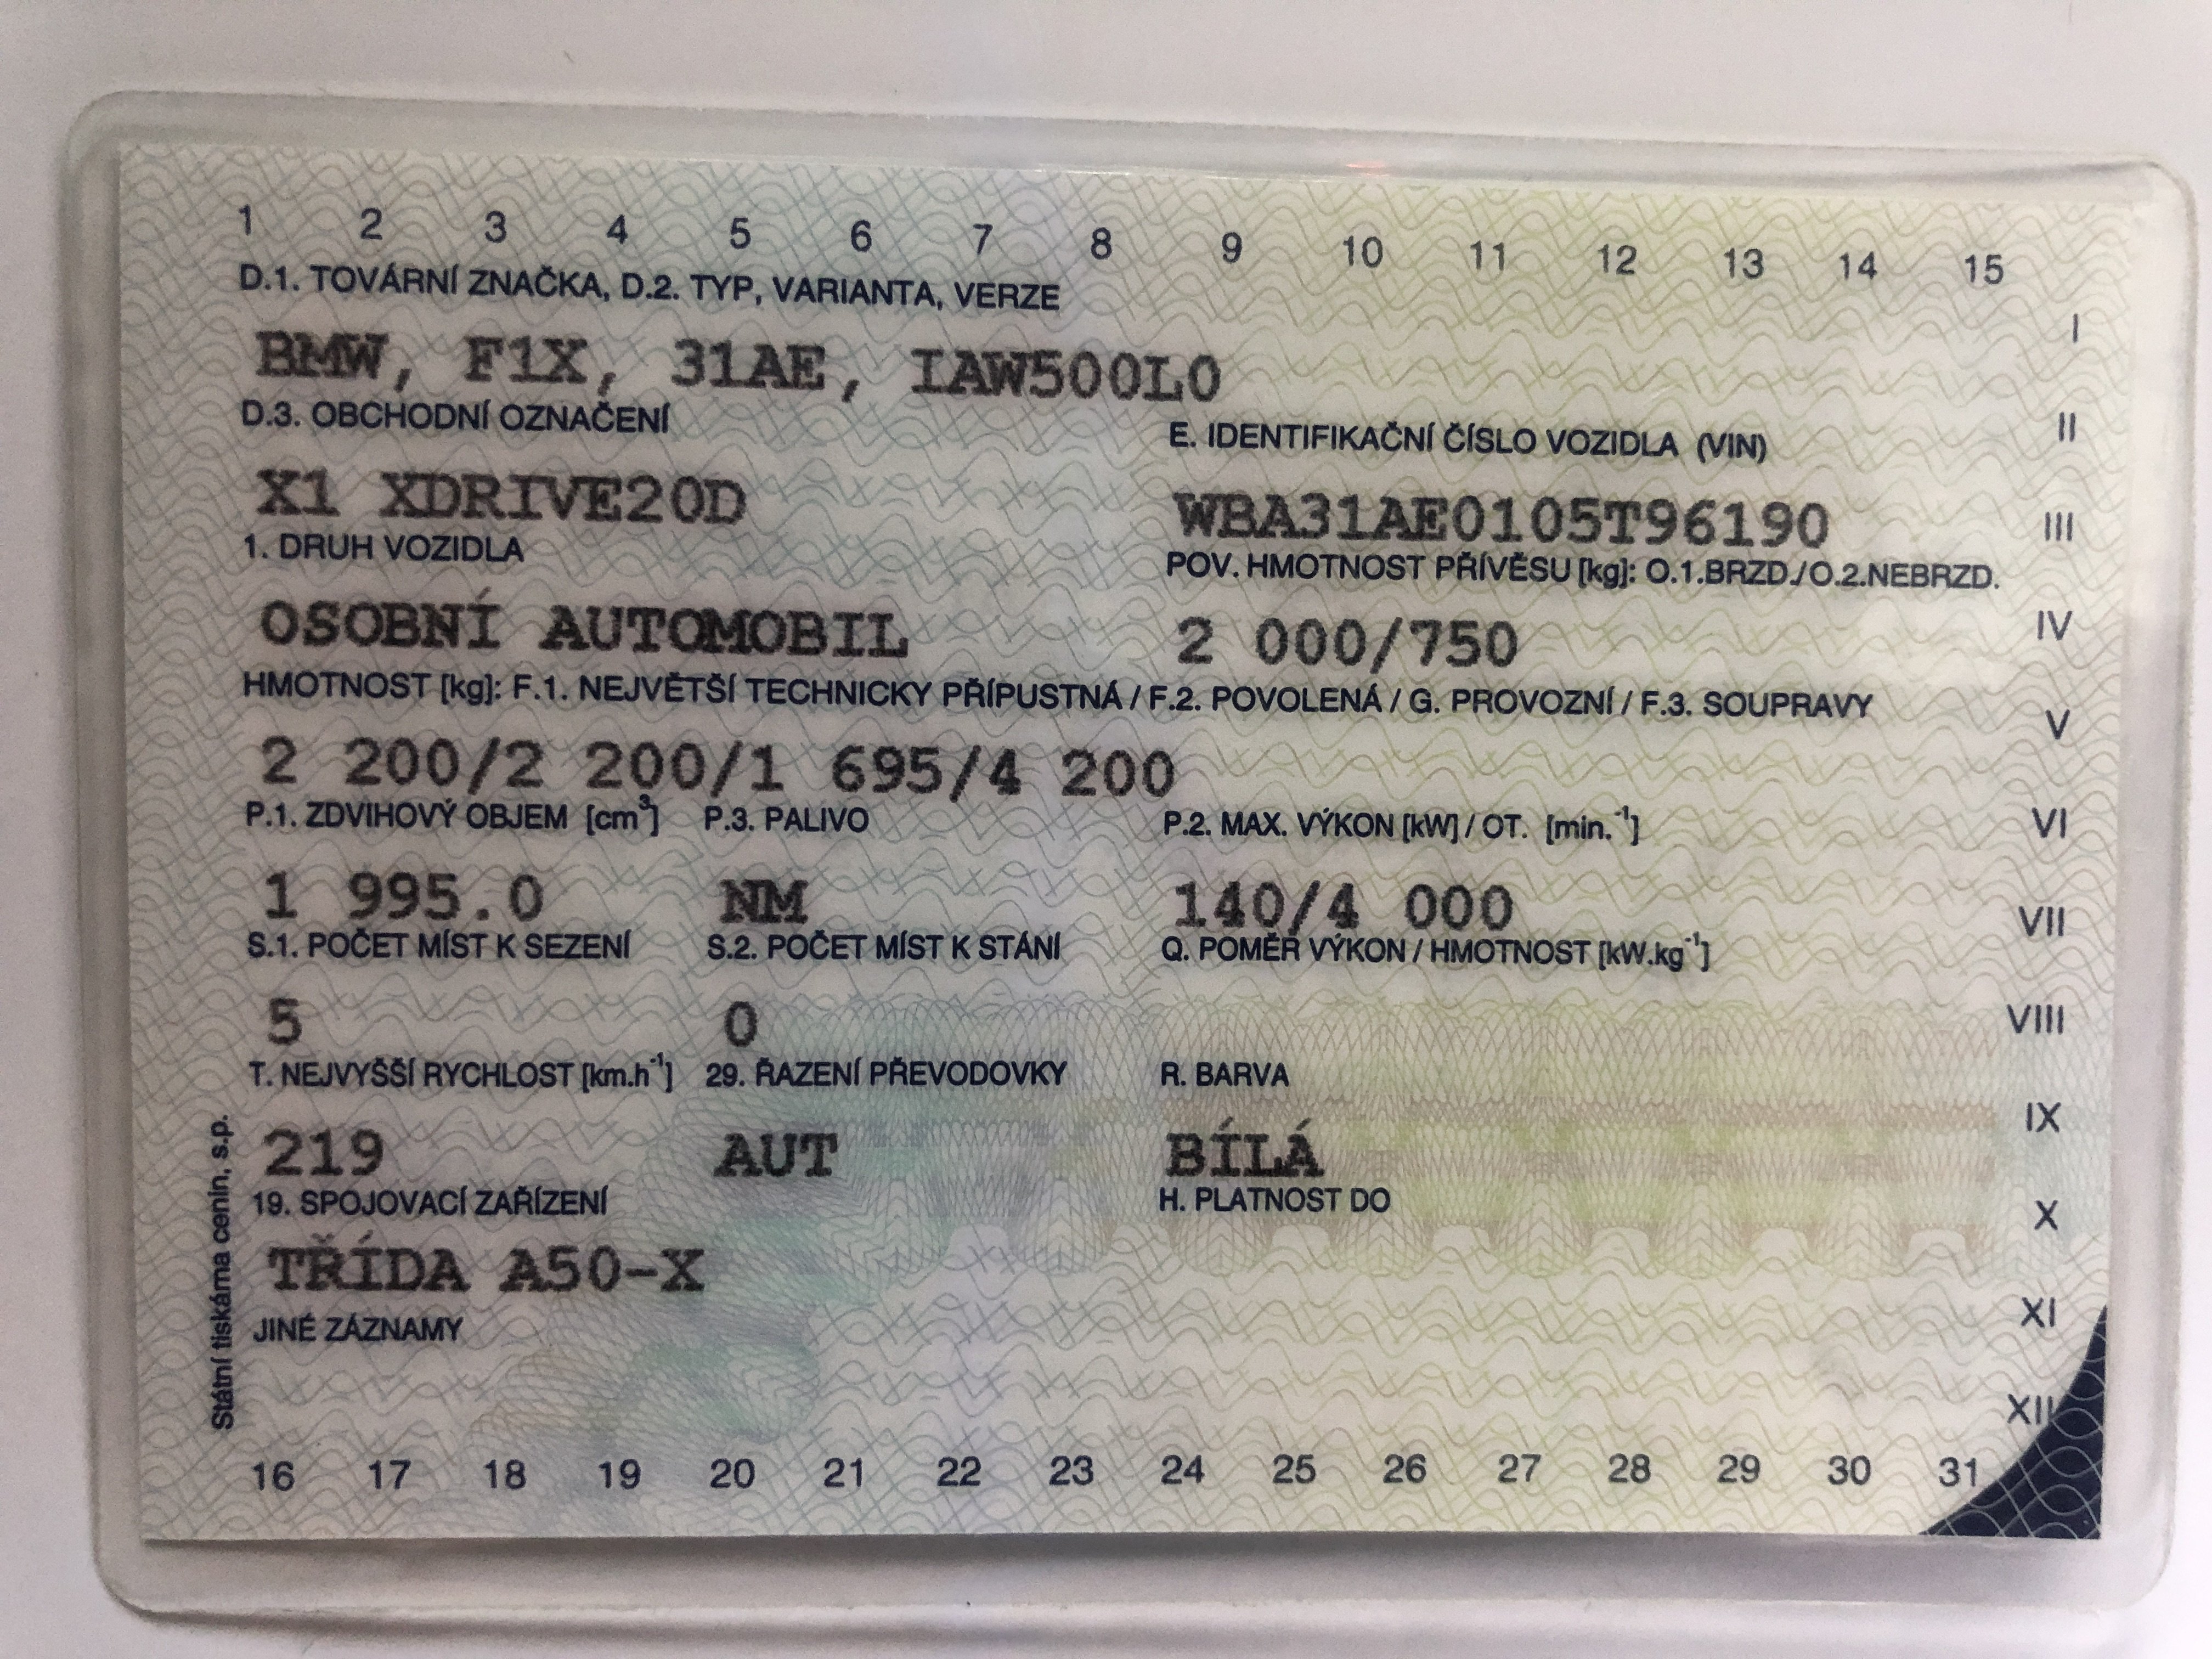 1 2 3 4 5 6 7 8 9 10 11 12 13 14 15
D.1. TOVÁRNÍ ZNAČKA, D.2. TYP, VARIANTA, VERZE
I
BMW, F1X, 31AE, IAW500L0
D.3. OBCHODNÍ OZNAČENÍ E. IDENTIFIKAČNÍ ČÍSLO VOZIDLA (VIN)
II
X1 XDRIVE20D WBA31AE0105T96190
III
1. DRUH VOZIDLA POV. HMOTNOST PŘÍVĚSU [kg]: O.1.BRZD./O.2.NEBRZD.
OSOBNÍ AUTOMOBIL 2 000/750
IV
HMOTNOST [kg]: F.1. NEJVĚTŠÍ TECHNICKY PŘÍPUSTNÁ / F.2. POVOLENÁ / G. PROVOZNÍ / F.3. SOUPRAVY
V
2 200/2 200/1 695/4 200
P.1. ZDVIHOVÝ OBJEM [cm³] P.3. PALIVO P.2. MAX. VÝKON [kW] / OT. [min.⁻¹]
VI
1 995.0 NM 140/4 000
VII
S.1. POČET MÍST K SEZENÍ S.2. POČET MÍST K STÁNÍ Q. POMĚR VÝKON / HMOTNOST [kW.kg⁻¹]
5 0
VIII
T. NEJVYŠŠÍ RYCHLOST [km.h⁻¹] 29. ŘAZENÍ PŘEVODOVKY R. BARVA
IX
219 AUT BÍLÁ
19. SPOJOVACÍ ZAŘÍZENÍ H. PLATNOST DO
X
TŘÍDA A50-X
XI
JINÉ ZÁZNAMY
XII
Státní tiskárna cenin, s.p.
16 17 18 19 20 21 22 23 24 25 26 27 28 29 30 31